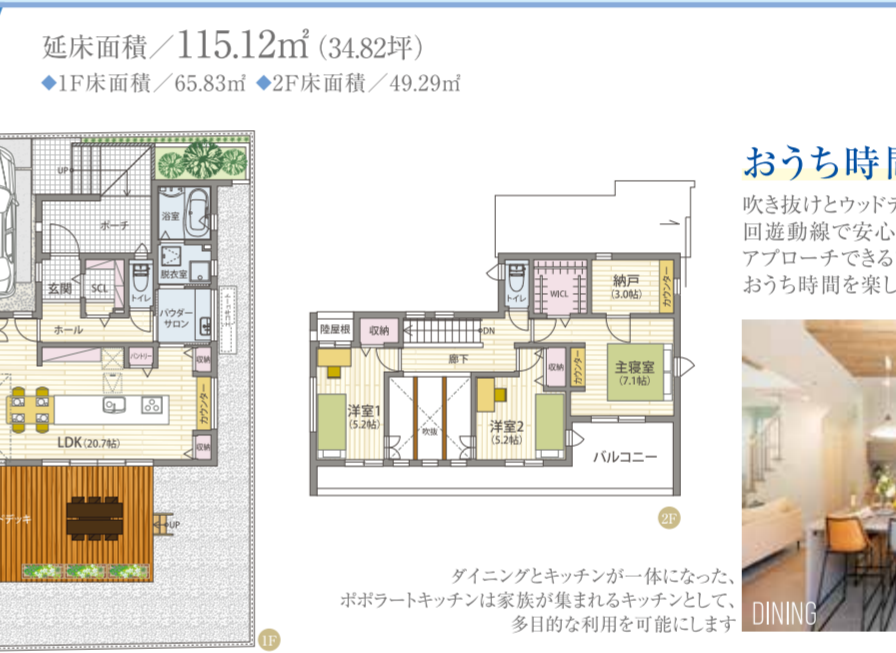 延床面積／115.12㎡（34.82坪）
◆1F床面積／65.83㎡ ◆2F床面積／49.29㎡
おうち時
吹き抜けとウッドデ
回遊動線で安心
アプローチできる
おうち時間を楽し
UP
ポーチ
浴室
脱衣室
玄関
SCL
トイレ
パウダー
サロン
ホール
パントリー
収納
カウンター
収納
LDK（20.7帖）
デッキ
UP
1F
トイレ
WICL
納戸
（3.0帖）
カウンター
陸屋根
収納
DN
廊下
収納
カウンター
主寝室
（7.1帖）
洋室1
（5.2帖）
吹抜
洋室2
（5.2帖）
バルコニー
2F
ダイニングとキッチンが一体になった、
ポポラートキッチンは家族が集まれるキッチンとして、
多目的な利用を可能にします
DINING